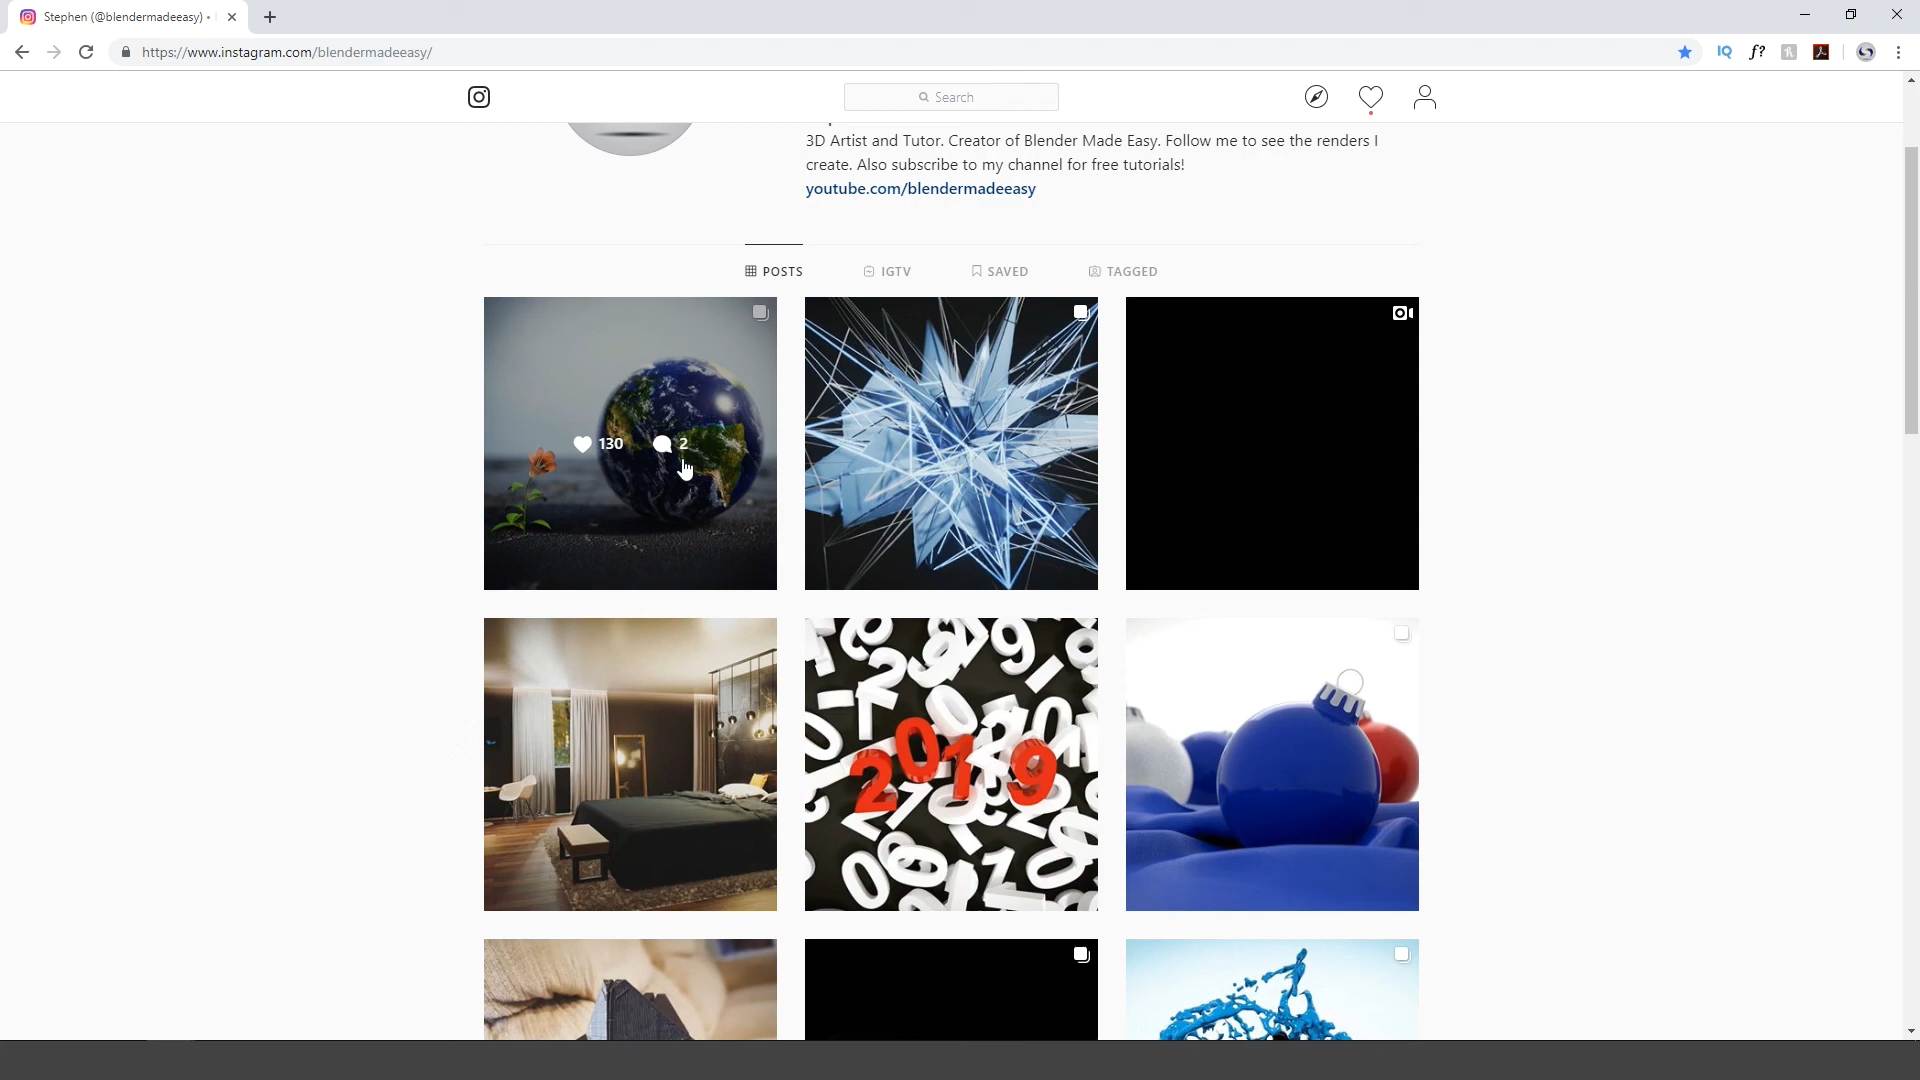 Stephen (@blendermadeeasy) •
https://www.instagram.com/blendermadeeasy/
IQ
f?
Search
3D Artist and Tutor. Creator of Blender Made Easy. Follow me to see the renders I
create. Also subscribe to my channel for free tutorials!
youtube.com/blendermadeeasy
POSTS
IGTV
SAVED
TAGGED
130
2
2019